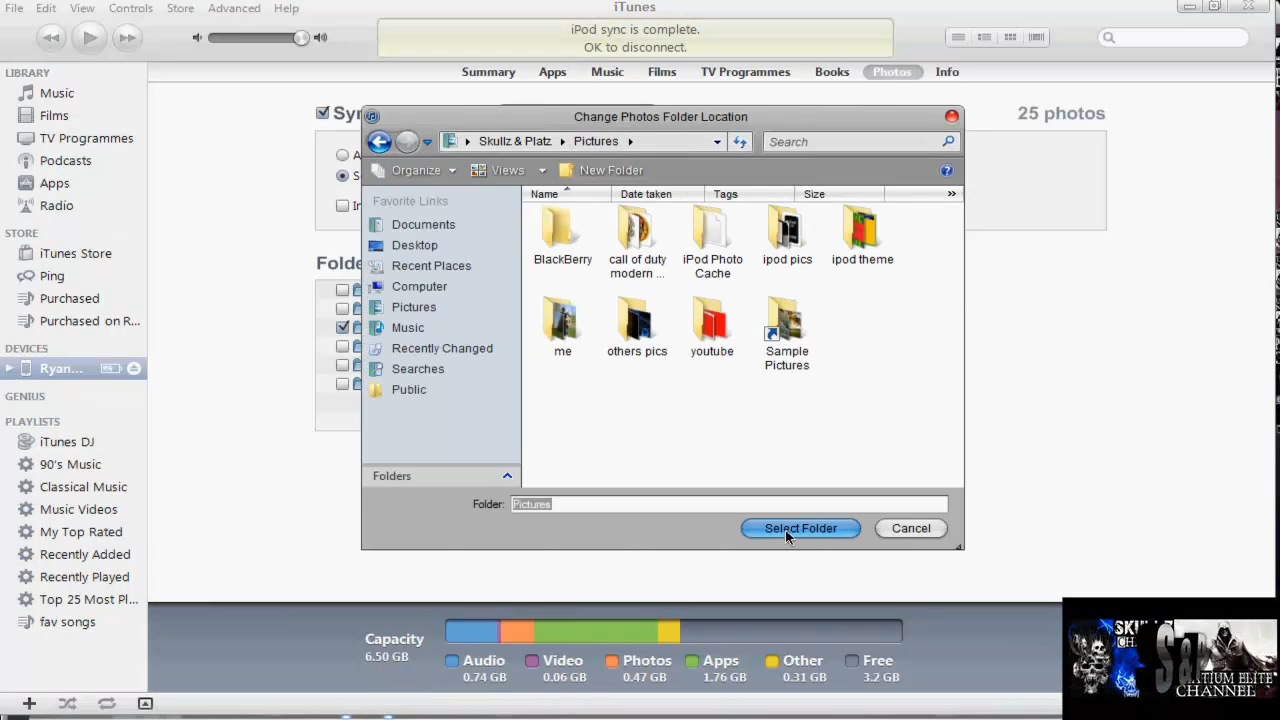 File Edit View Controls Store Advanced Help
iTunes
iPod sync is complete.
OK to disconnect.
LIBRARY
Music
Films
TV Programmes
Podcasts
Apps
Radio
STORE
iTunes Store
Ping
Purchased
Purchased on R...
DEVICES
Ryan...
GENIUS
PLAYLISTS
iTunes DJ
90's Music
Classical Music
Music Videos
My Top Rated
Recently Added
Recently Played
Top 25 Most Pl...
fav songs
Summary Apps Music Films TV Programmes Books Photos Info
25 photos
Change Photos Folder Location
Skullz & Platz Pictures
Search
Organize Views New Folder
Favorite Links
Documents
Desktop
Recent Places
Computer
Pictures
Music
Recently Changed
Searches
Public
Folders
Name Date taken Tags Size
BlackBerry
call of duty
modern ...
iPod Photo
Cache
ipod pics
ipod theme
me
others pics
youtube
Sample
Pictures
Folder: Pictures
Select Folder Cancel
Capacity
6.50 GB
Audio
0.74 GB
Video
0.06 GB
Photos
0.47 GB
Apps
1.76 GB
Other
0.31 GB
Free
3.2 GB
S&P
CHANNEL